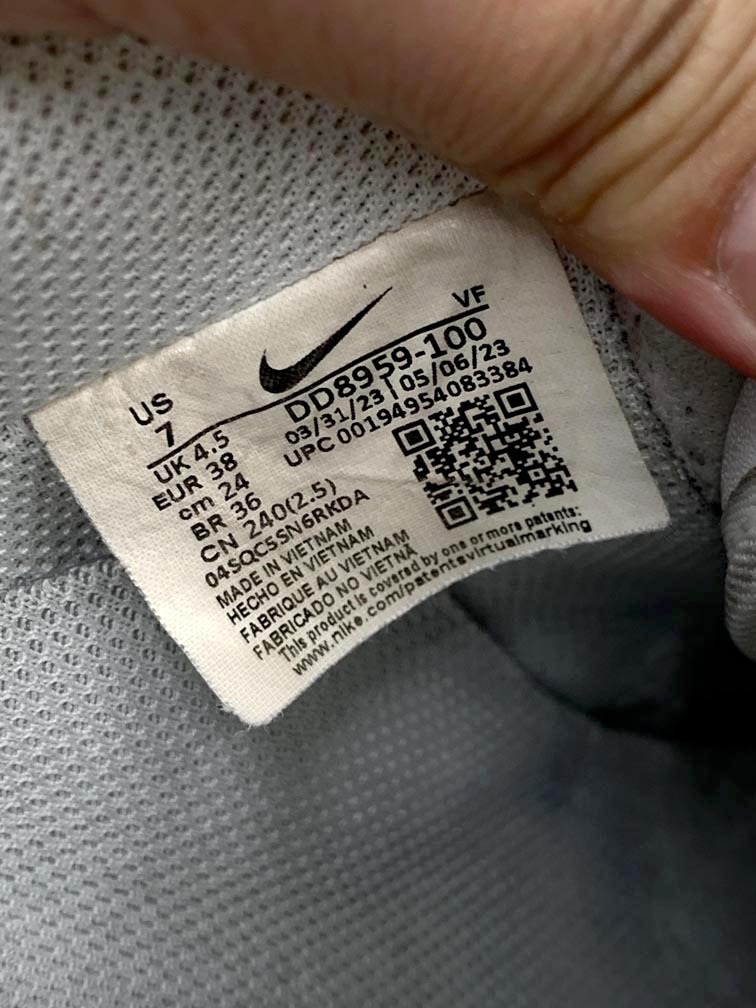 VF
US
7
DD8959-100
03/31/23 | 05/06/23
UPC 00194954083384
UK 4.5
EUR 38
cm 24
BR 36
CN 240(2.5)
04SQC5SN6RKDA
MADE IN VIETNAM
HECHO EN VIETNAM
FABRIQUE AU VIETNAM
FABRICADO NO VIETNÃ
This product is covered by one or more patents:
www.nike.com/patentsvirtualmarking